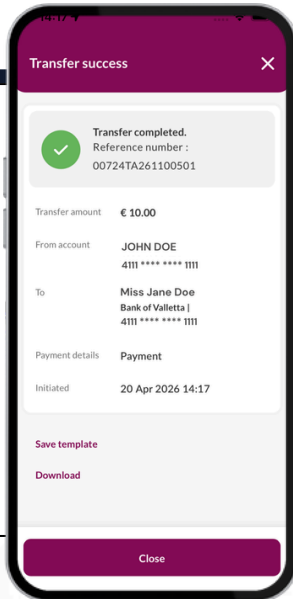 14:17
Transfer success
Transfer completed.
Reference number :
00724TA261100501
Transfer amount € 10.00
From account JOHN DOE
4111 **** **** 1111
To Miss Jane Doe
Bank of Valletta |
4111 **** **** 1111
Payment details Payment
Initiated 20 Apr 2026 14:17
Save template
Download
Close